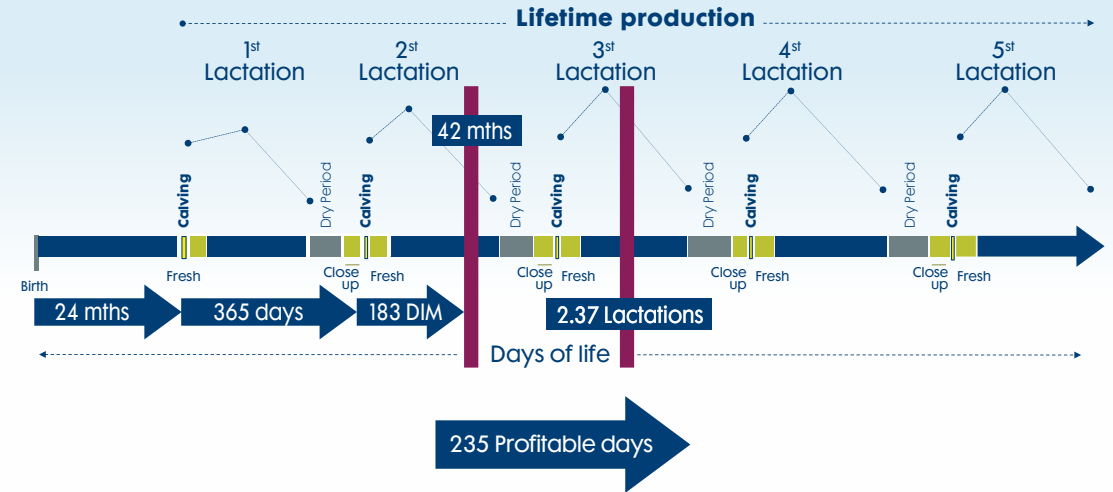 Lifetime production
1st
Lactation
2st
Lactation
3st
Lactation
4st
Lactation
5st
Lactation
42 mths
Calving
Dry Period
Calving
Dry Period
Calving
Dry Period
Calving
Dry Period
Calving
Birth
Fresh
Close
up
Fresh
Close
up
Fresh
Close
up
Fresh
Close
up
Fresh
24 mths
365 days
183 DIM
2.37 Lactations
Days of life
235 Profitable days